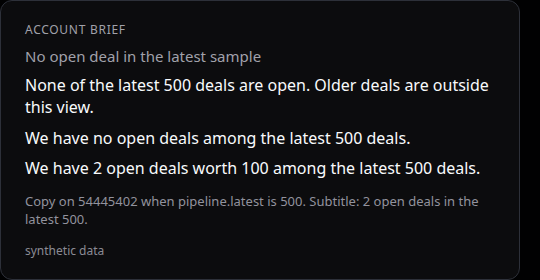 ACCOUNT BRIEF
No open deal in the latest sample
None of the latest 500 deals are open. Older deals are outside
this view.
We have no open deals among the latest 500 deals.
We have 2 open deals worth 100 among the latest 500 deals.
Copy on 54445402 when pipeline.latest is 500. Subtitle: 2 open deals in the
latest 500.
synthetic data